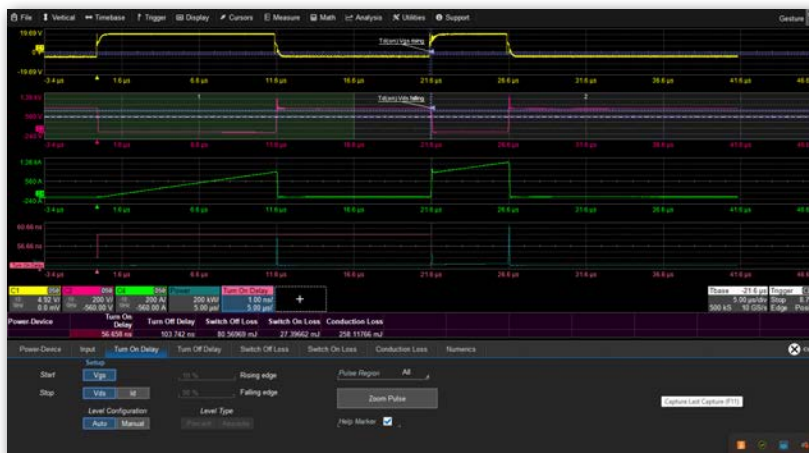 File Vertical Timebase Trigger Display Cursors Measure Math Analysis Utilities Support Gesture
19.69 V
Td(on) Vgs rising
-19.69 V
-3.4 µs 1.6 µs 6.6 µs 11.6 µs 16.6 µs 21.6 µs 26.6 µs 31.6 µs 36.6 µs 41.6 µs
1
Td(on) Vds falling
2
-3.4 µs 1.6 µs 6.6 µs 11.6 µs 16.6 µs 21.6 µs 26.6 µs 31.6 µs 36.6 µs 41.6 µs
560 A
-3.4 µs 1.6 µs 6.6 µs 11.6 µs 16.6 µs 21.6 µs 26.6 µs 31.6 µs 36.6 µs 41.6 µs
60.66 ns
56.66 ns
Turn On Delay
-3.4 µs 1.6 µs 6.6 µs 11.6 µs 16.6 µs 21.6 µs 26.6 µs 31.6 µs 36.6 µs 41.6 µs
C1 C4 Power Turn On Delay Tbase -21.6 µs Trigger
4.92 V/ 200 V/ 200 A/ 200 kW/ 1.00 ns/ 5.00 µs/div Stop
0.0 mV -560.00 V -560.00 A 5.00 µs/ 5.00 µs/ 500 kS 10 GS/s Edge
Power-Device Turn On Delay Turn Off Delay Switch Off Loss Switch On Loss Conduction Loss
56.658 ns 103.742 ns 80.56969 mJ 27.39662 mJ 258.11766 mJ
Power-Device Input Turn On Delay Turn Off Delay Switch Off Loss Switch On Loss Conduction Loss Numerics
Setup
Start Vgs Rising edge Pulse Region All
Stop Vds Id Falling edge Zoom Pulse
Capture Last Capture (F11)
Level Configuration Level Type
Auto Manual Percent Absolute Help Marker